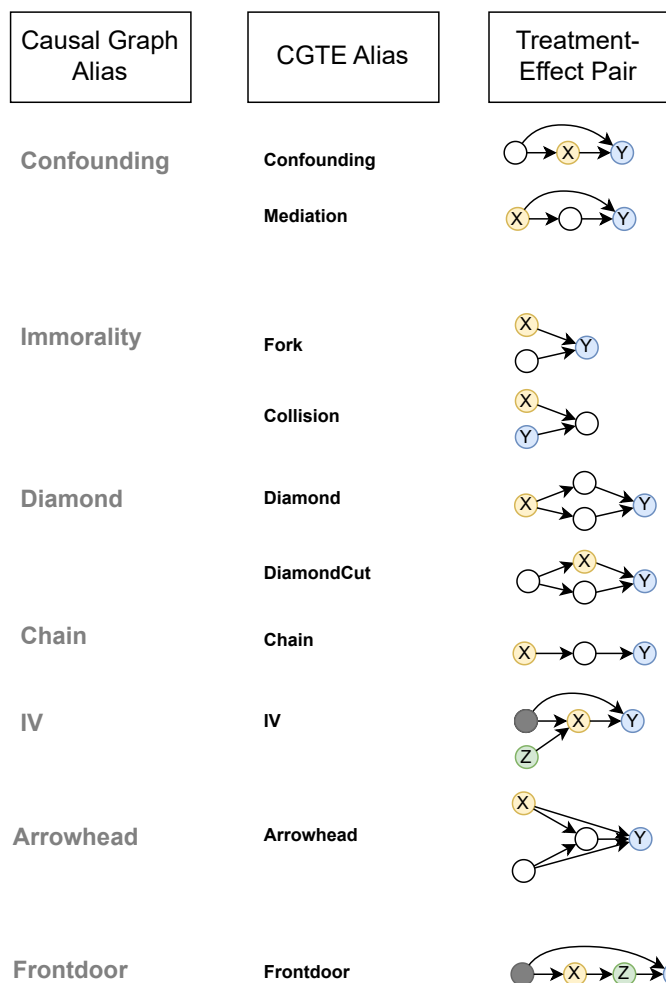 Causal Graph
Alias
CGTE Alias
Treatment-
Effect Pair
Confounding
Confounding
X
Y
Mediation
X
Y
Immorality
Fork
X
Y
Collision
X
Y
Diamond
Diamond
X
Y
DiamondCut
X
Y
Chain
Chain
X
Y
IV
IV
X
Y
Z
Arrowhead
Arrowhead
X
Y
Frontdoor
Frontdoor
X
Z